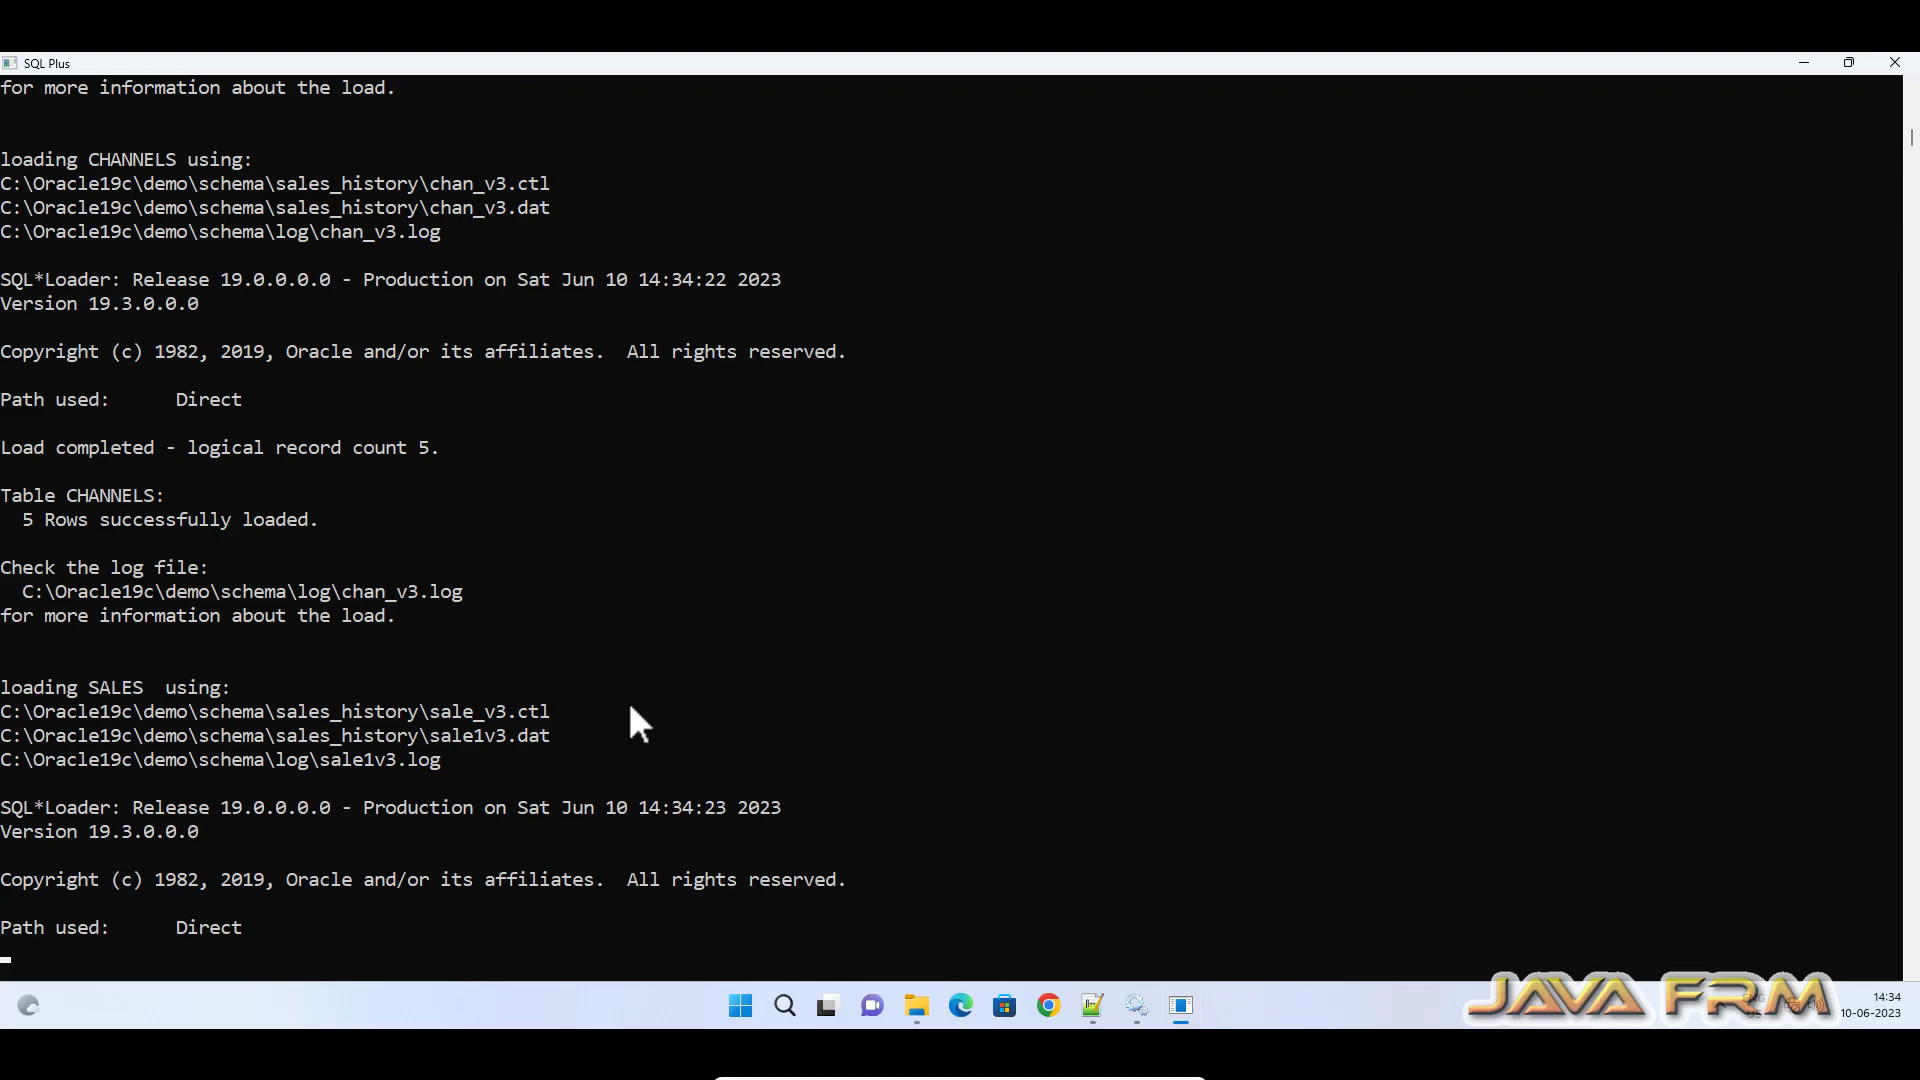 SQL Plus
for more information about the load.
loading CHANNELS using:
C:\Oracle19c\demo\schema\sales_history\chan_v3.ctl
C:\Oracle19c\demo\schema\sales_history\chan_v3.dat
C:\Oracle19c\demo\schema\log\chan_v3.log
SQL*Loader: Release 19.0.0.0.0 - Production on Sat Jun 10 14:34:22 2023
Version 19.3.0.0.0
Copyright (c) 1982, 2019, Oracle and/or its affiliates.  All rights reserved.
Path used:      Direct
Load completed - logical record count 5.
Table CHANNELS:
  5 Rows successfully loaded.
Check the log file:
  C:\Oracle19c\demo\schema\log\chan_v3.log
for more information about the load.
loading SALES  using:
C:\Oracle19c\demo\schema\sales_history\sale_v3.ctl
C:\Oracle19c\demo\schema\sales_history\sale1v3.dat
C:\Oracle19c\demo\schema\log\sale1v3.log
SQL*Loader: Release 19.0.0.0.0 - Production on Sat Jun 10 14:34:23 2023
Version 19.3.0.0.0
Copyright (c) 1982, 2019, Oracle and/or its affiliates.  All rights reserved.
Path used:      Direct
JAVA FRM
ENG
US
14:34
10-06-2023